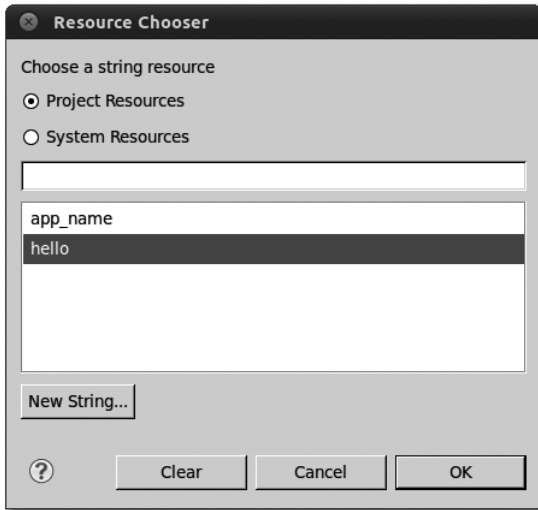 Resource Chooser
Choose a string resource
Project Resources
System Resources
app_name
hello
New String...
? Clear Cancel OK